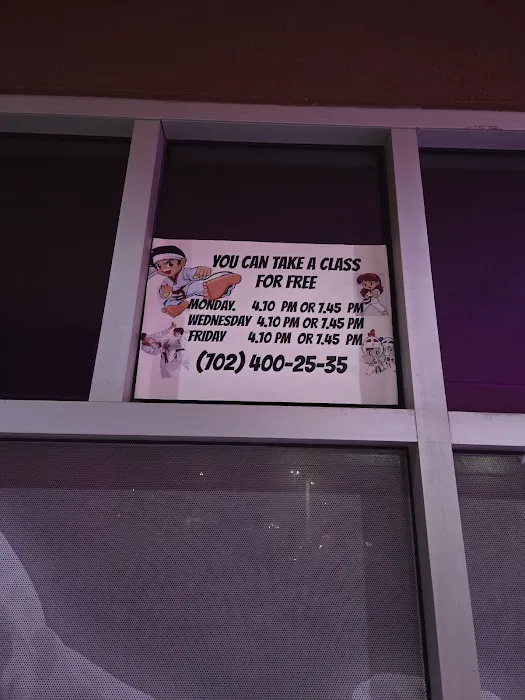 YOU CAN TAKE A CLASS
FOR FREE
MONDAY. 4.10 PM OR 7.45 PM
WEDNESDAY 4.10 PM OR 7.45 PM
FRIDAY 4.10 PM OR 7.45 PM
(702) 400-25-35